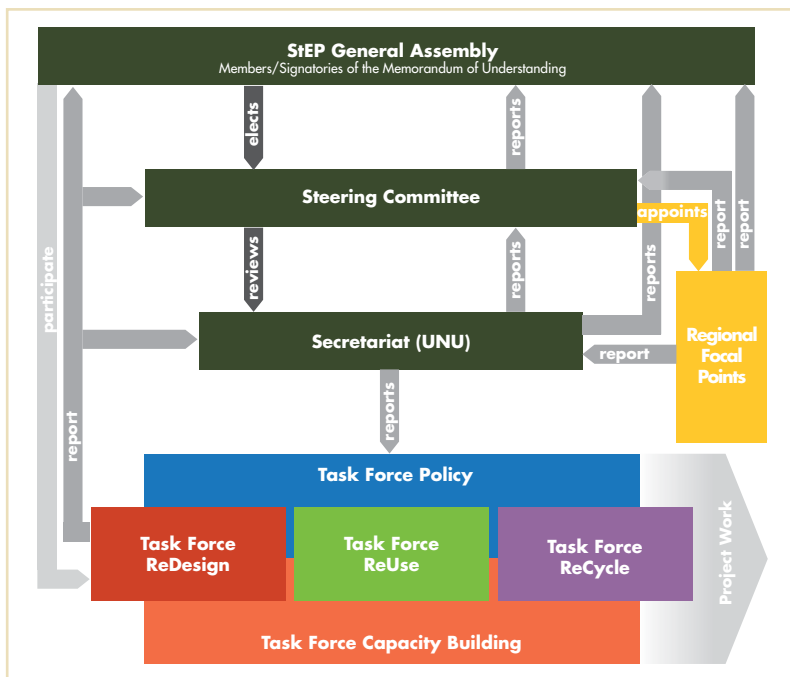 StEP General Assembly
Members/Signatories of the Memorandum of Understanding
elects
reports
Steering Committee
appoints
report
report
reports
participate
reviews
reports
Secretariat (UNU)
report
Regional
Focal
Points
report
reports
Task Force Policy
Task Force
ReDesign
Task Force
ReUse
Task Force
ReCycle
Project Work
Task Force Capacity Building